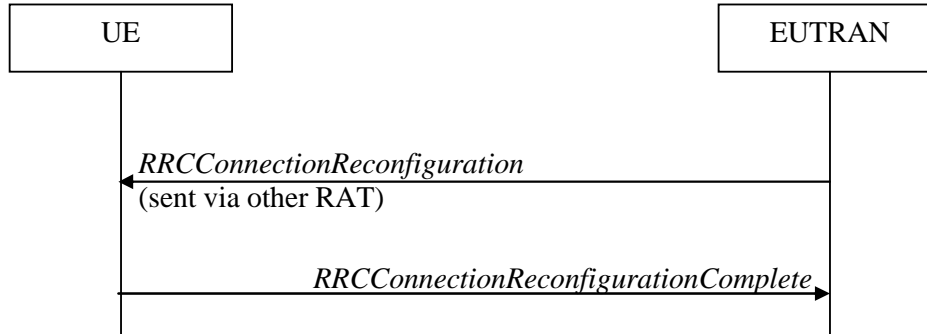 UE
EUTRAN
RRCConnectionReconfiguration
(sent via other RAT)
RRCConnectionReconfigurationComplete